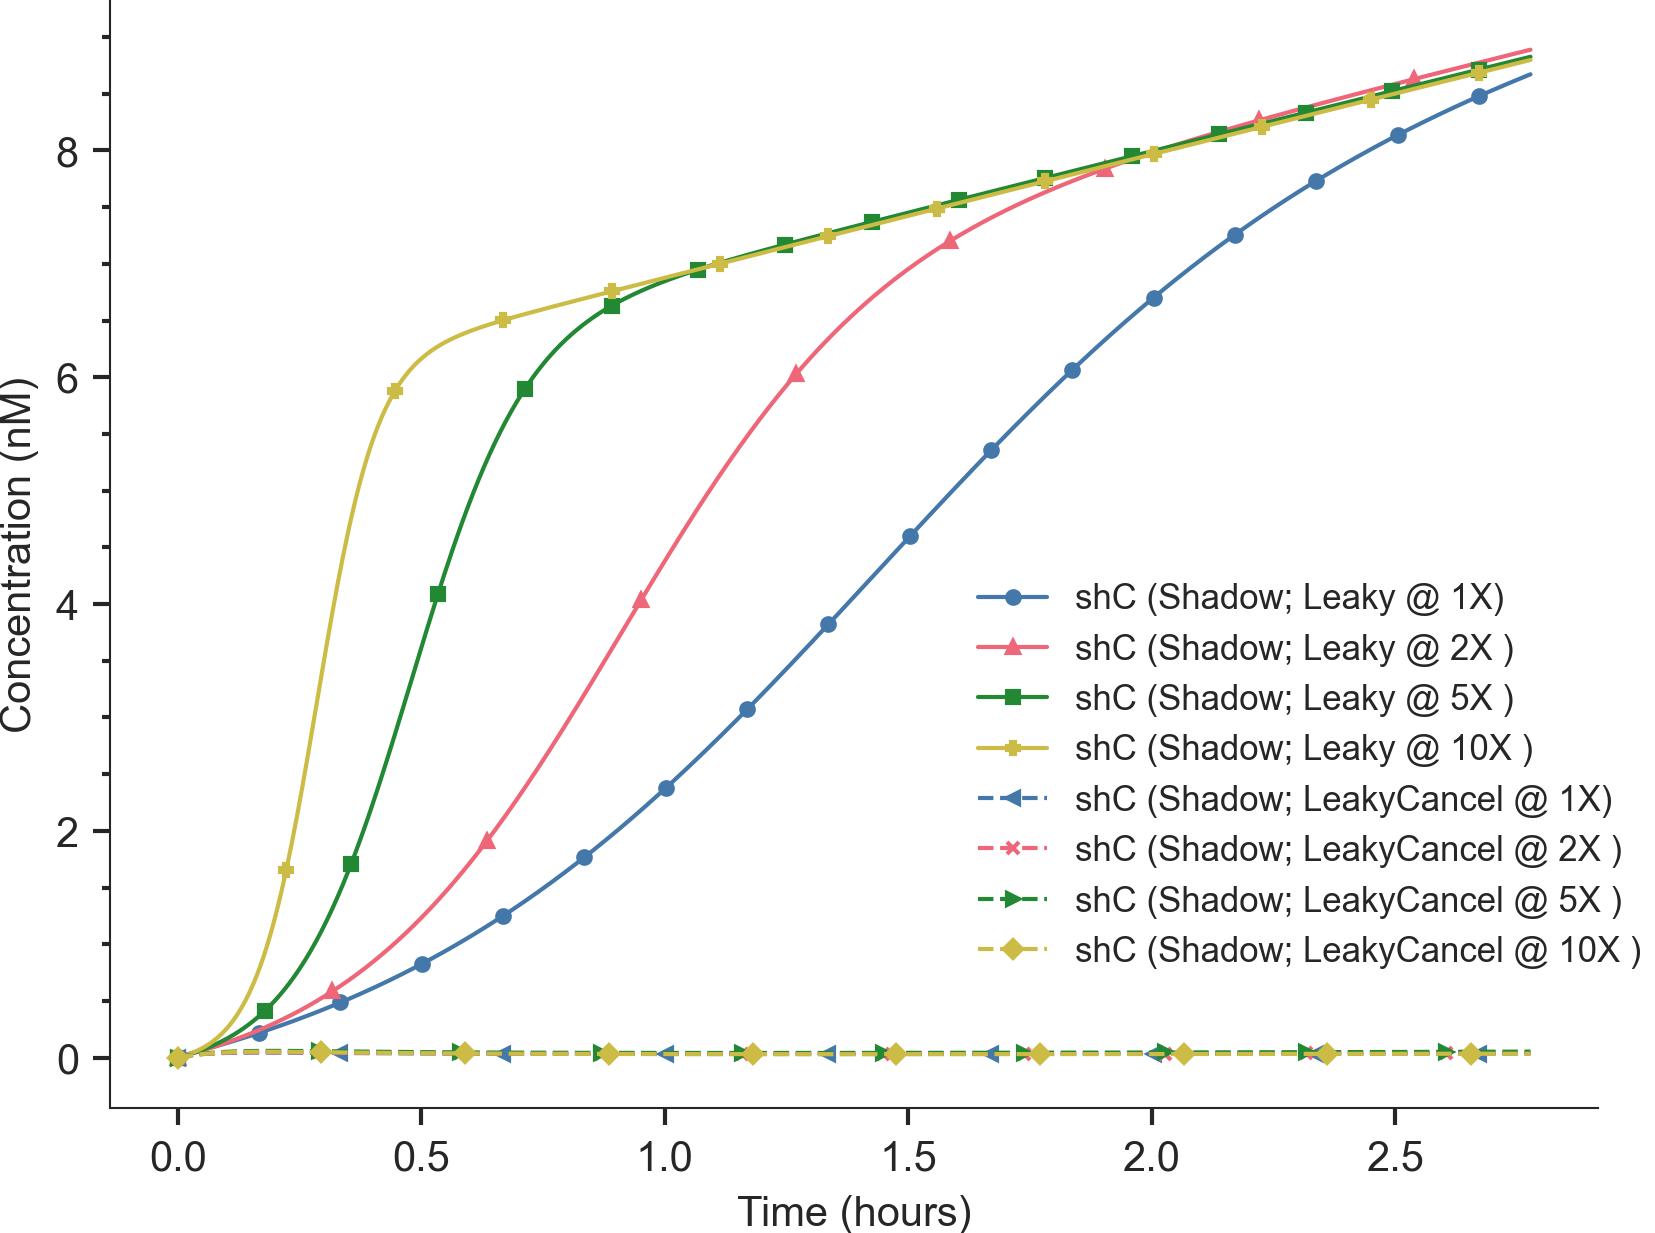 Concentration (nM)
8
6
4
2
0
shC (Shadow; Leaky @ 1X)
shC (Shadow; Leaky @ 2X )
shC (Shadow; Leaky @ 5X )
shC (Shadow; Leaky @ 10X )
shC (Shadow; LeakyCancel @ 1X)
shC (Shadow; LeakyCancel @ 2X )
shC (Shadow; LeakyCancel @ 5X )
shC (Shadow; LeakyCancel @ 10X )
0.0 0.5 1.0 1.5 2.0 2.5
Time (hours)